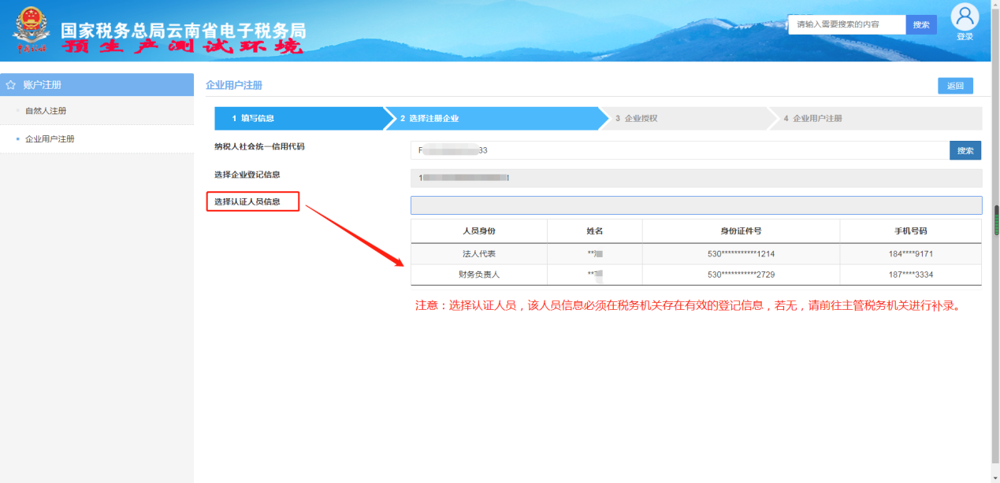 国家税务总局云南省电子税务局
预生产测试环境
请输入需要搜索的内容
搜索
登录
账户注册
自然人注册
企业用户注册
企业用户注册
返回
1 填写信息
2 选择注册企业
3 企业授权
4 企业用户注册
纳税人社会统一信用代码
F
33
搜索
选择企业登记信息
1
选择认证人员信息
人员身份 姓名 身份证件号 手机号码
法人代表 ** 530***********1214 184****9171
财务负责人 ** 530***********2729 187****3334
注意：选择认证人员，该人员信息必须在税务机关存在有效的登记信息，若无，请前往主管税务机关进行补录。